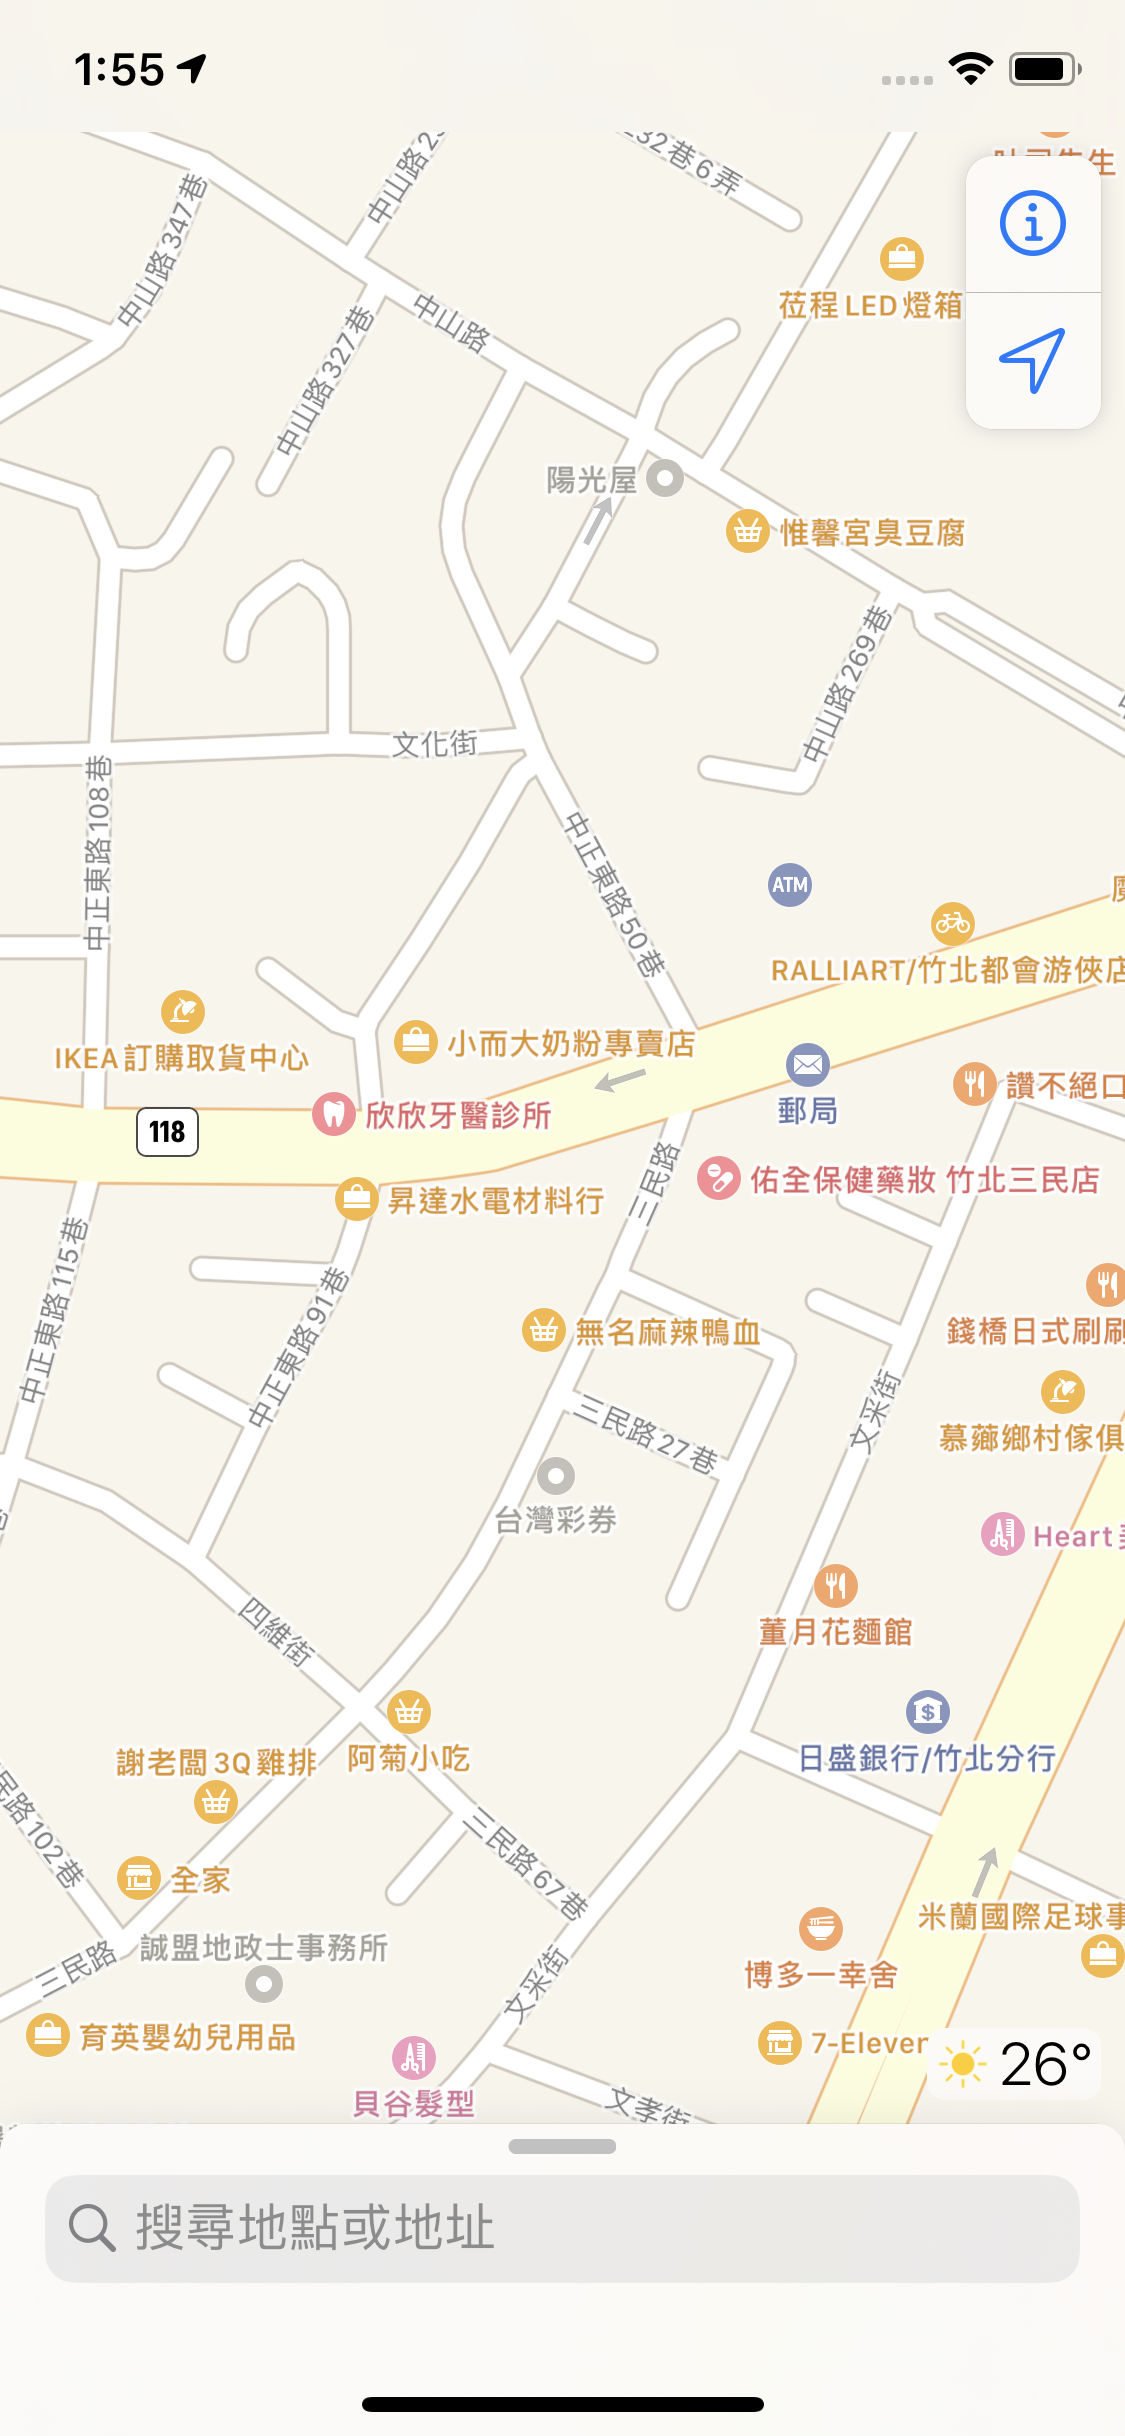 1:55
中山路2
232巷6弄
中山路347巷
莅程LED燈箱
中山路
中山路327巷
陽光屋
惟馨宮臭豆腐
中山路269巷
文化街
中正東路108巷
中正東路50巷
ATM
RALLIART/竹北都會游俠店
IKEA訂購取貨中心
小而大奶粉專賣店
欣欣牙醫診所
118
郵局
讚不絕口
三民路
佑全保健藥妝 竹北三民店
昇達水電材料行
中正東路115巷
中正東路91巷
無名麻辣鴨血
錢橋日式刷刷
文采街
三民路27巷
慕薌鄉村傢俱
台灣彩券
Heart
董月花麵館
四維街
日盛銀行/竹北分行
謝老闆3Q雞排
阿菊小吃
民路102巷
三民路67巷
全家
米蘭國際足球事
誠盟地政士事務所
三民路
博多一幸舍
文采街
育英嬰幼兒用品
7-Eleven
26°
貝谷髮型
文孝街
搜尋地點或地址